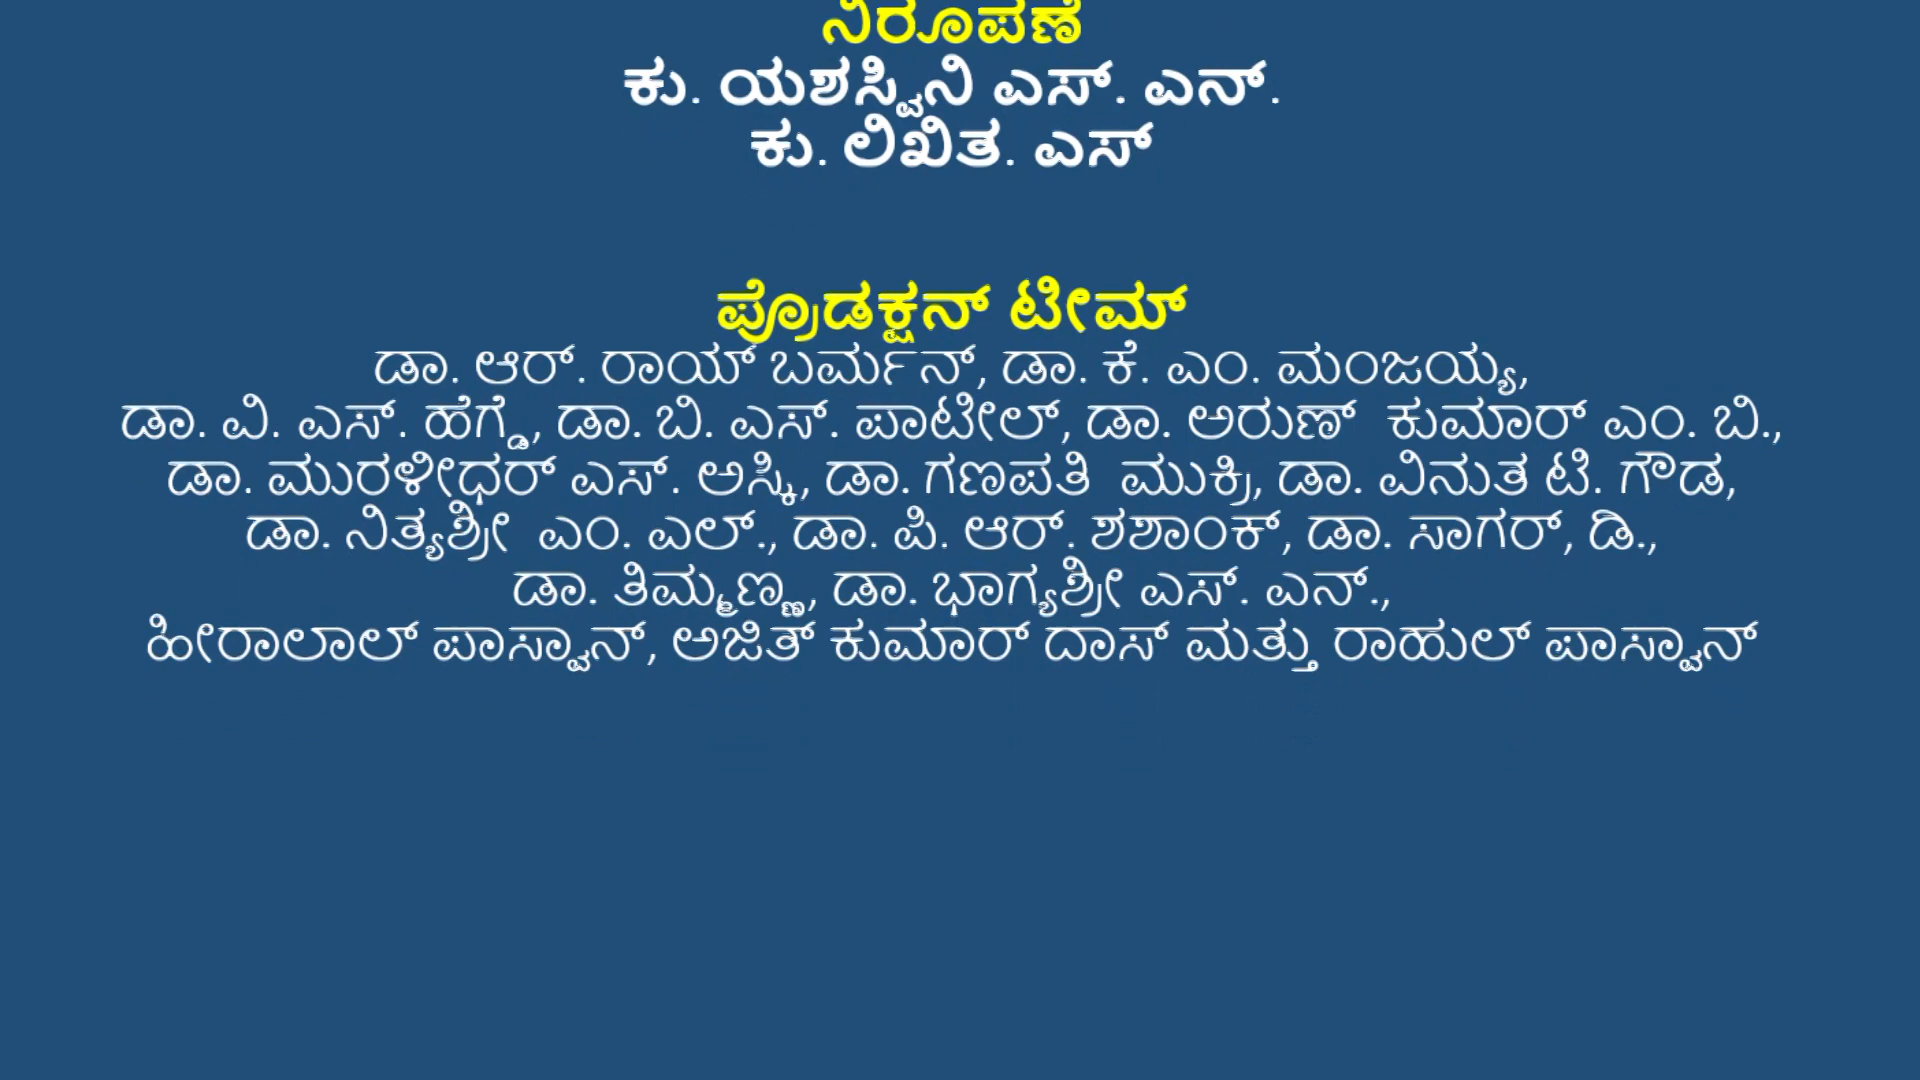 ನಿರೂಪಣೆ
ಕು. ಯಶಸ್ವಿನಿ ಎಸ್. ಎನ್.
ಕು. ಲಿಖಿತ. ಎಸ್
ಪ್ರೊಡಕ್ಷನ್ ಟೀಮ್
ಡಾ. ಆರ್. ರಾಯ್ ಬರ್ಮನ್, ಡಾ. ಕೆ. ಎಂ. ಮಂಜಯ್ಯ,
ಡಾ. ವಿ. ಎಸ್. ಹೆಗ್ಡೆ, ಡಾ. ಬಿ. ಎಸ್. ಪಾಟೀಲ್, ಡಾ. ಅರುಣ್ ಕುಮಾರ್ ಎಂ. ಬಿ.,
ಡಾ. ಮುರಳೀಧರ್ ಎಸ್. ಅಸ್ಕಿ, ಡಾ. ಗಣಪತಿ ಮುಕ್ರಿ, ಡಾ. ವಿನುತ ಟಿ. ಗೌಡ,
ಡಾ. ನಿತ್ಯಶ್ರೀ ಎಂ. ಎಲ್., ಡಾ. ಪಿ. ಆರ್. ಶಶಾಂಕ್, ಡಾ. ಸಾಗರ್, ಡಿ.,
ಡಾ. ತಿಮ್ಮಣ್ಣ, ಡಾ. ಭಾಗ್ಯಶ್ರೀ ಎಸ್. ಎನ್.,
ಹೀರಾಲಾಲ್ ಪಾಸ್ವಾನ್, ಅಜಿತ್ ಕುಮಾರ್ ದಾಸ್ ಮತ್ತು ರಾಹುಲ್ ಪಾಸ್ವಾನ್